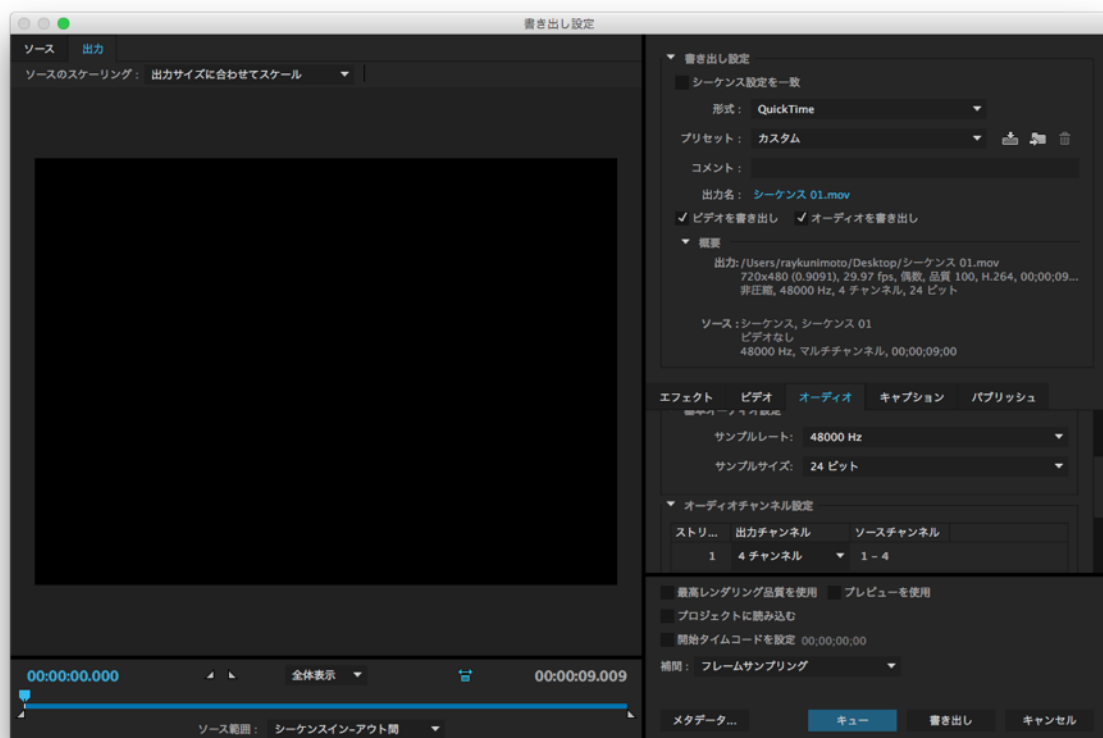 書き出し設定
ソース 出力
ソースのスケーリング： 出力サイズに合わせてスケール
00:00:00.000 全体表示 00:00:09.009
ソース範囲： シーケンスイン-アウト間
書き出し設定
シーケンス設定を一致
形式： QuickTime
プリセット： カスタム
コメント：
出力名： シーケンス 01.mov
ビデオを書き出し オーディオを書き出し
概要
出力: /Users/raykunimoto/Desktop/シーケンス 01.mov
720x480 (0.9091), 29.97 fps, 偶数, 品質 100, H.264, 00;00;09...
非圧縮, 48000 Hz, 4 チャンネル, 24 ビット
ソース : シーケンス, シーケンス 01
ビデオなし
48000 Hz, マルチチャンネル, 00;00;09;00
エフェクト ビデオ オーディオ キャプション パブリッシュ
基本オーディオ設定
サンプルレート: 48000 Hz
サンプルサイズ: 24 ビット
オーディオチャンネル設定
ストリ... 出力チャンネル ソースチャンネル
1 4 チャンネル 1 – 4
最高レンダリング品質を使用 プレビューを使用
プロジェクトに読み込む
開始タイムコードを設定 00;00;00;00
補間： フレームサンプリング
メタデータ... キュー 書き出し キャンセル